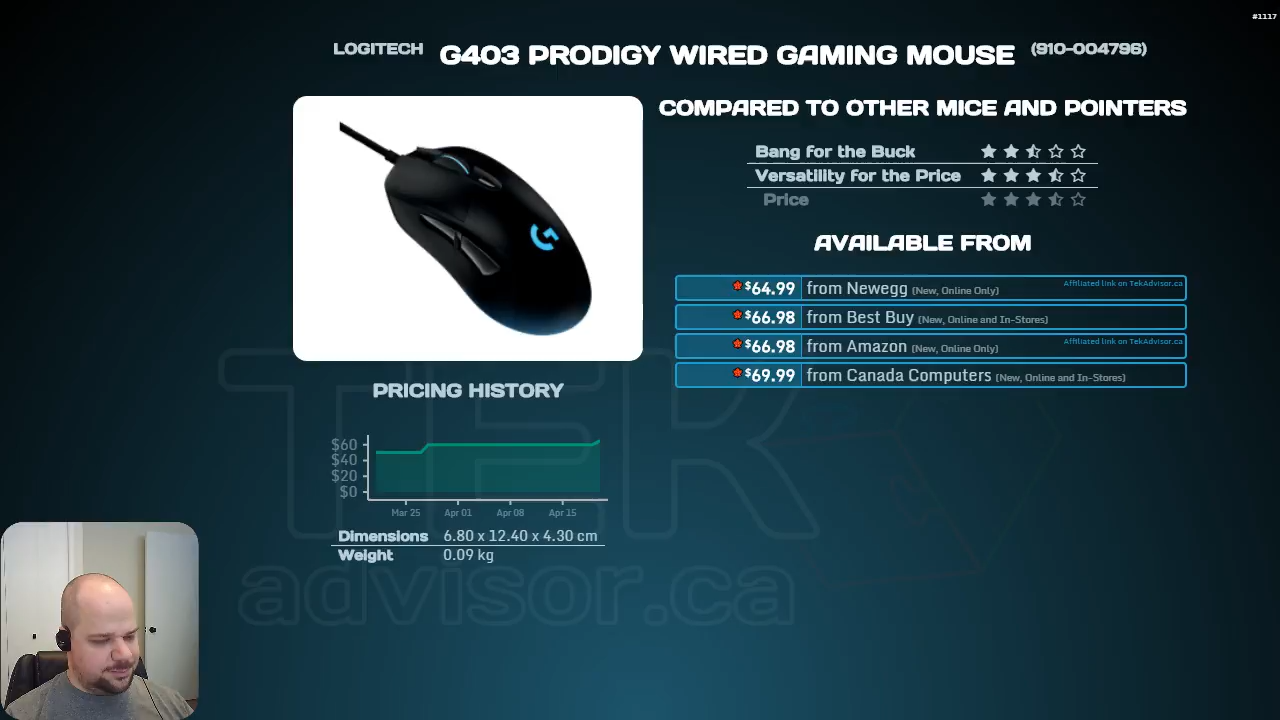 #1117
LOGITECH G403 PRODIGY WIRED GAMING MOUSE (910-004796)
COMPARED TO OTHER MICE AND POINTERS
Bang for the Buck
Versatility for the Price
Price
AVAILABLE FROM
$64.99 from Newegg (New, Online Only) Affiliated link on TekAdvisor.ca
$66.98 from Best Buy (New, Online and In-Stores)
$66.98 from Amazon (New, Online Only) Affiliated link on TekAdvisor.ca
$69.99 from Canada Computers (New, Online and In-Stores)
PRICING HISTORY
$60
$40
$20
$0
Mar 25 Apr 01 Apr 08 Apr 15
Dimensions 6.80 x 12.40 x 4.30 cm
Weight 0.09 kg
TEK
advisor.ca